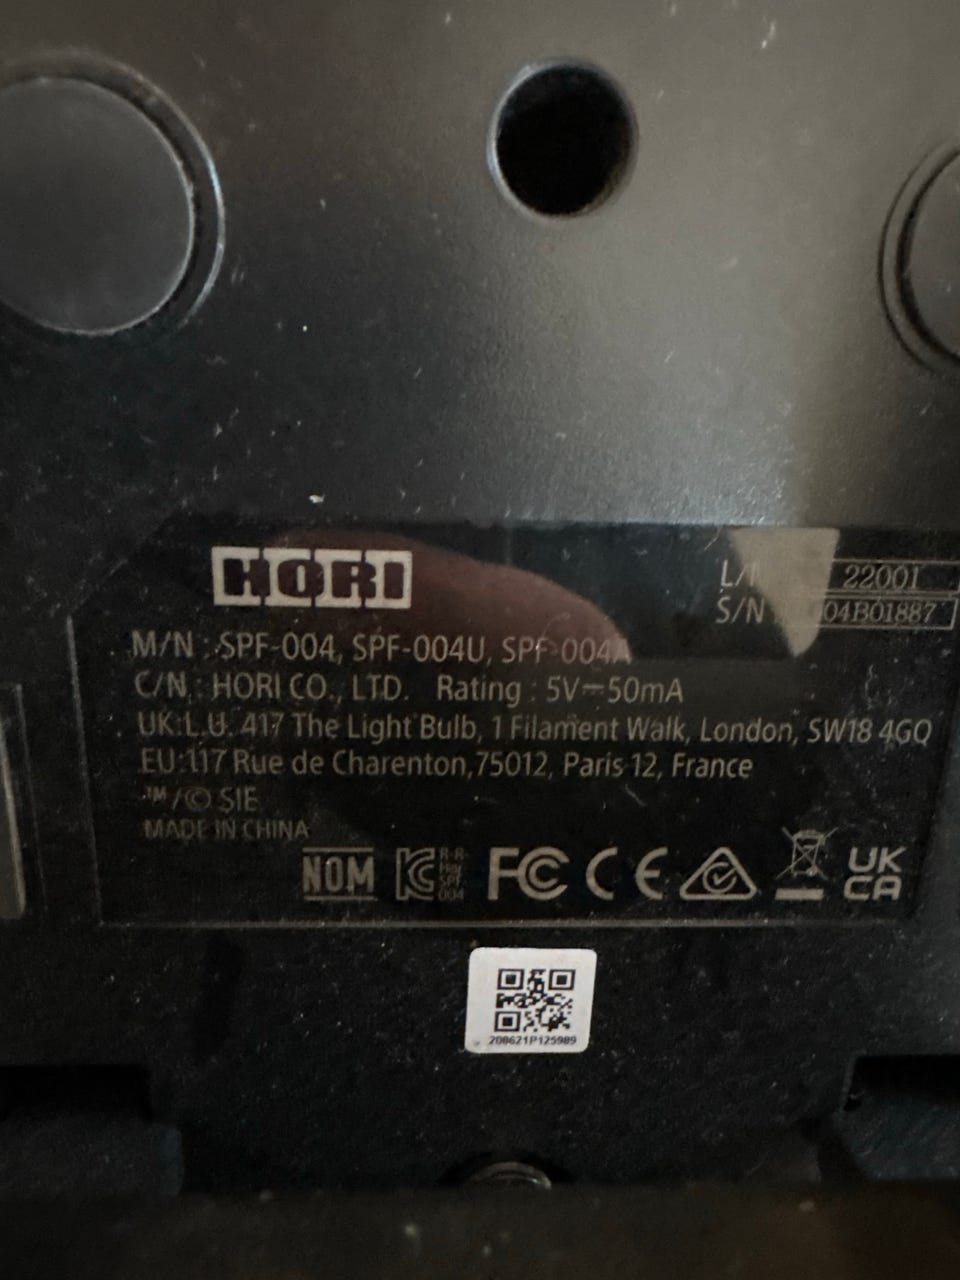 HORI
L/N 22001
S/N 04B01887
M/N : SPF-004, SPF-004U, SPF-004A
C/N : HORI CO., LTD. Rating : 5V⎓50mA
UK:L.U. 417 The Light Bulb, 1 Filament Walk, London, SW18 4GQ
EU:117 Rue de Charenton,75012, Paris 12, France
™/© SIE
MADE IN CHINA
NOM FC CE UK
CA
208621P125989